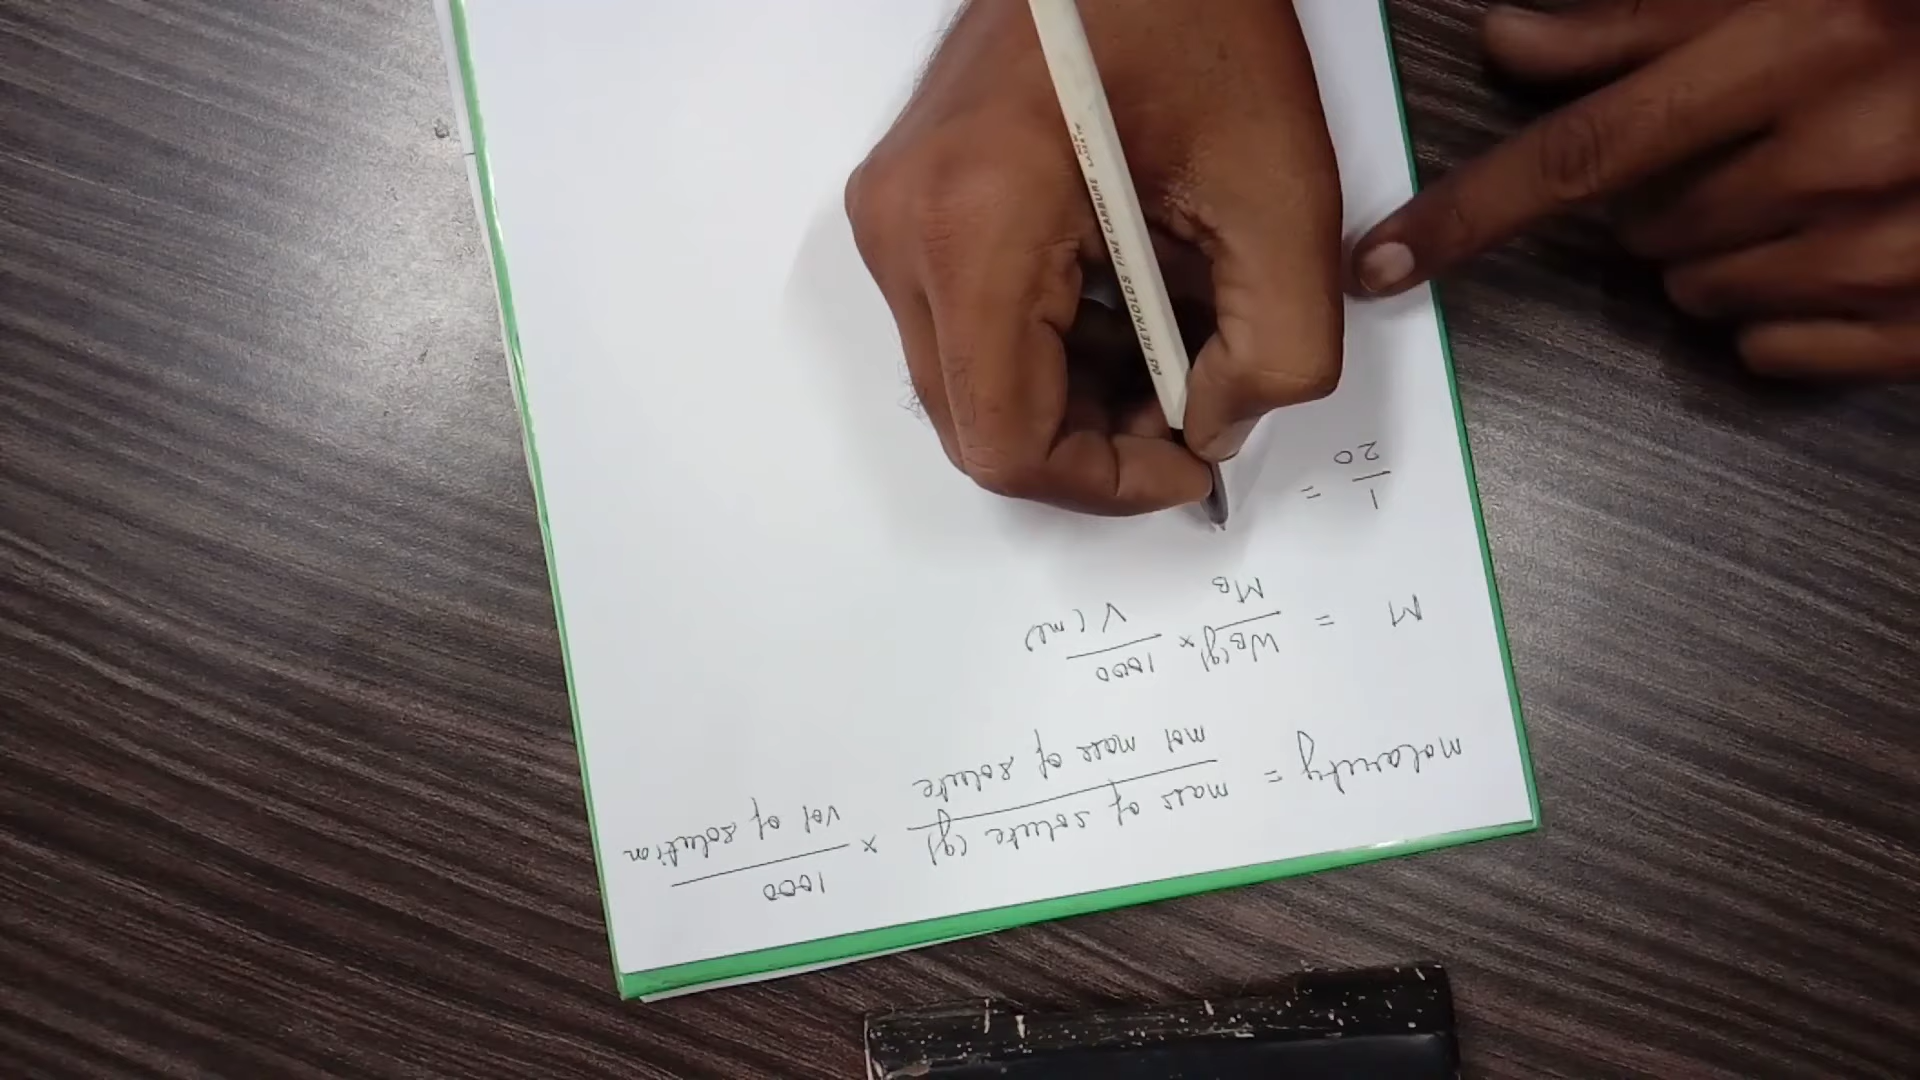 molarity = mass of solute (g) / mol mass of solute × 1000 / vol of solution
M = WB(g) / MB × 1000 / V(ml)
1 / 20 =
045 REYNOLDS FINE CARBURE